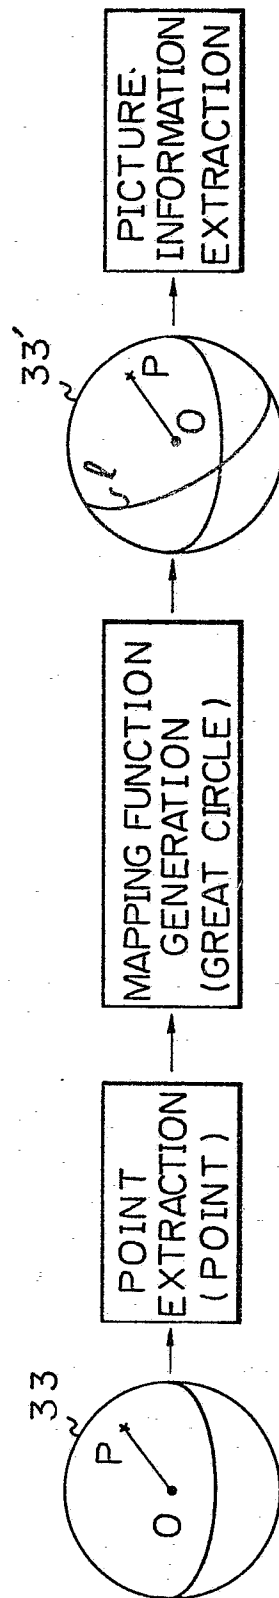 33
P
O
POINT
EXTRACTION
(POINT)
MAPPING FUNCTION
GENERATION
(GREAT CIRCLE)
33'
l
P
O
PICTURE
INFORMATION
EXTRACTION